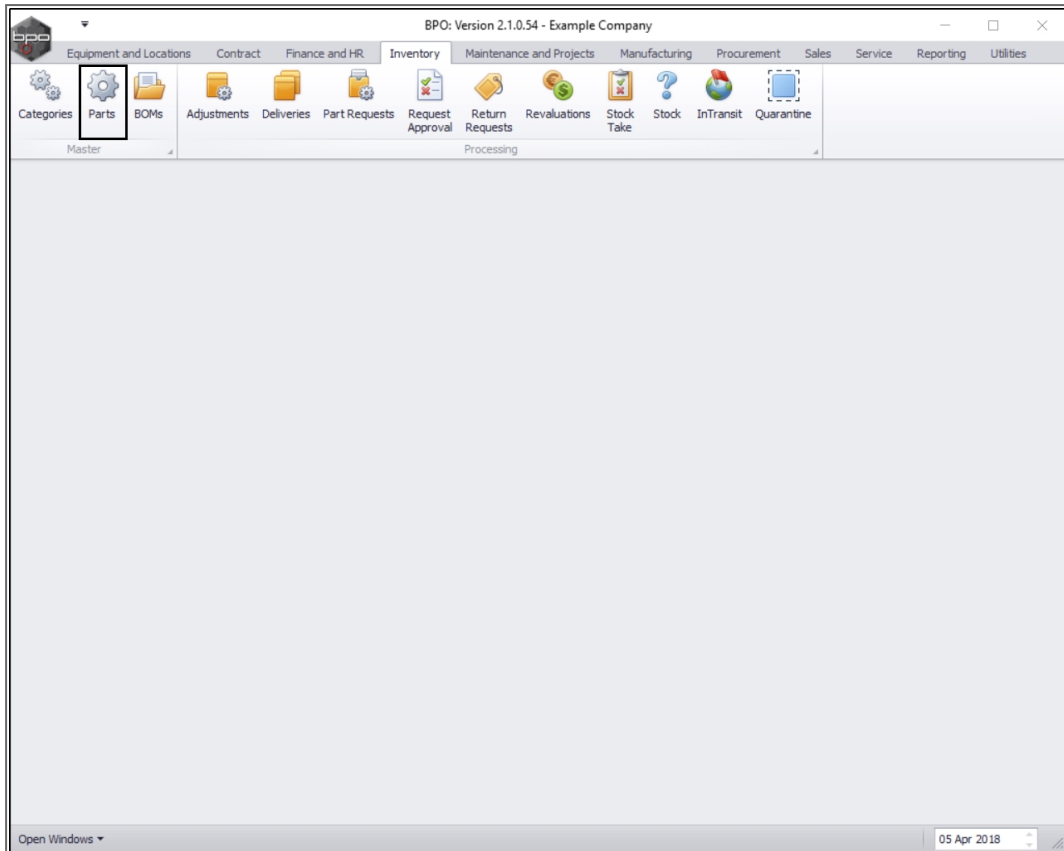 bpo
BPO: Version 2.1.0.54 - Example Company
Equipment and Locations Contract Finance and HR Inventory Maintenance and Projects Manufacturing Procurement Sales Service Reporting Utilities
Categories Parts BOMs Adjustments Deliveries Part Requests Request Approval Return Requests Revaluations Stock Take Stock InTransit Quarantine
Master Processing
Open Windows 05 Apr 2018